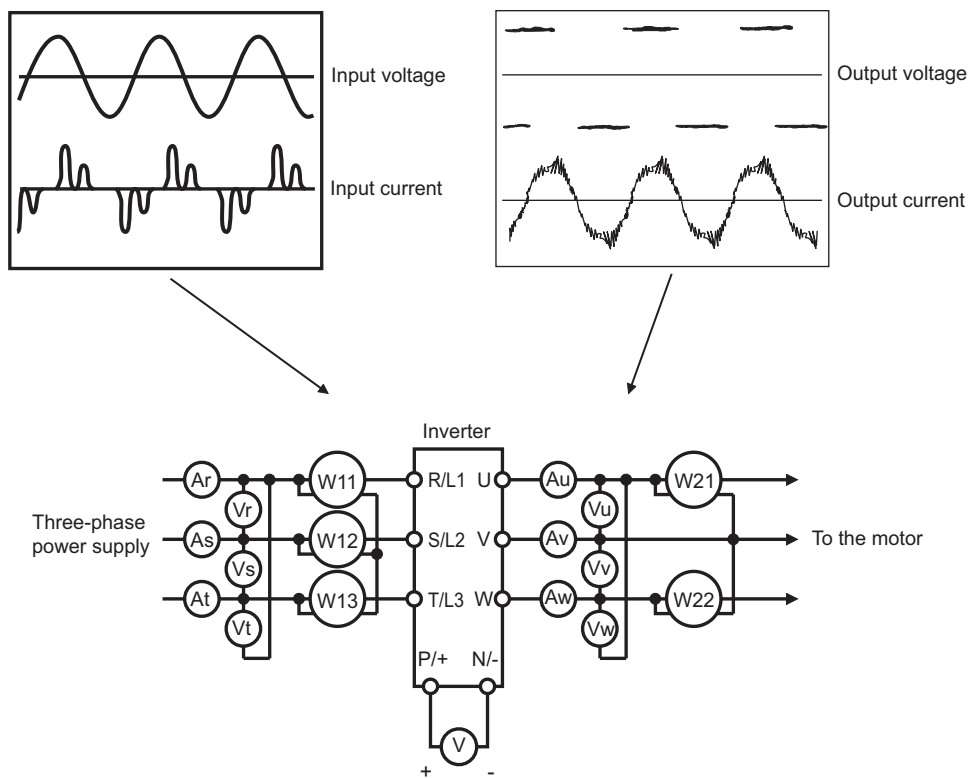 Input voltage
Input current
Output voltage
Output current
Inverter
Three-phase
power supply
Ar
As
At
Vr
Vs
Vt
W11
W12
W13
R/L1
S/L2
T/L3
U
V
W
P/+
N/-
Au
Av
Aw
Vu
Vv
Vw
W21
W22
To the motor
V
+
-